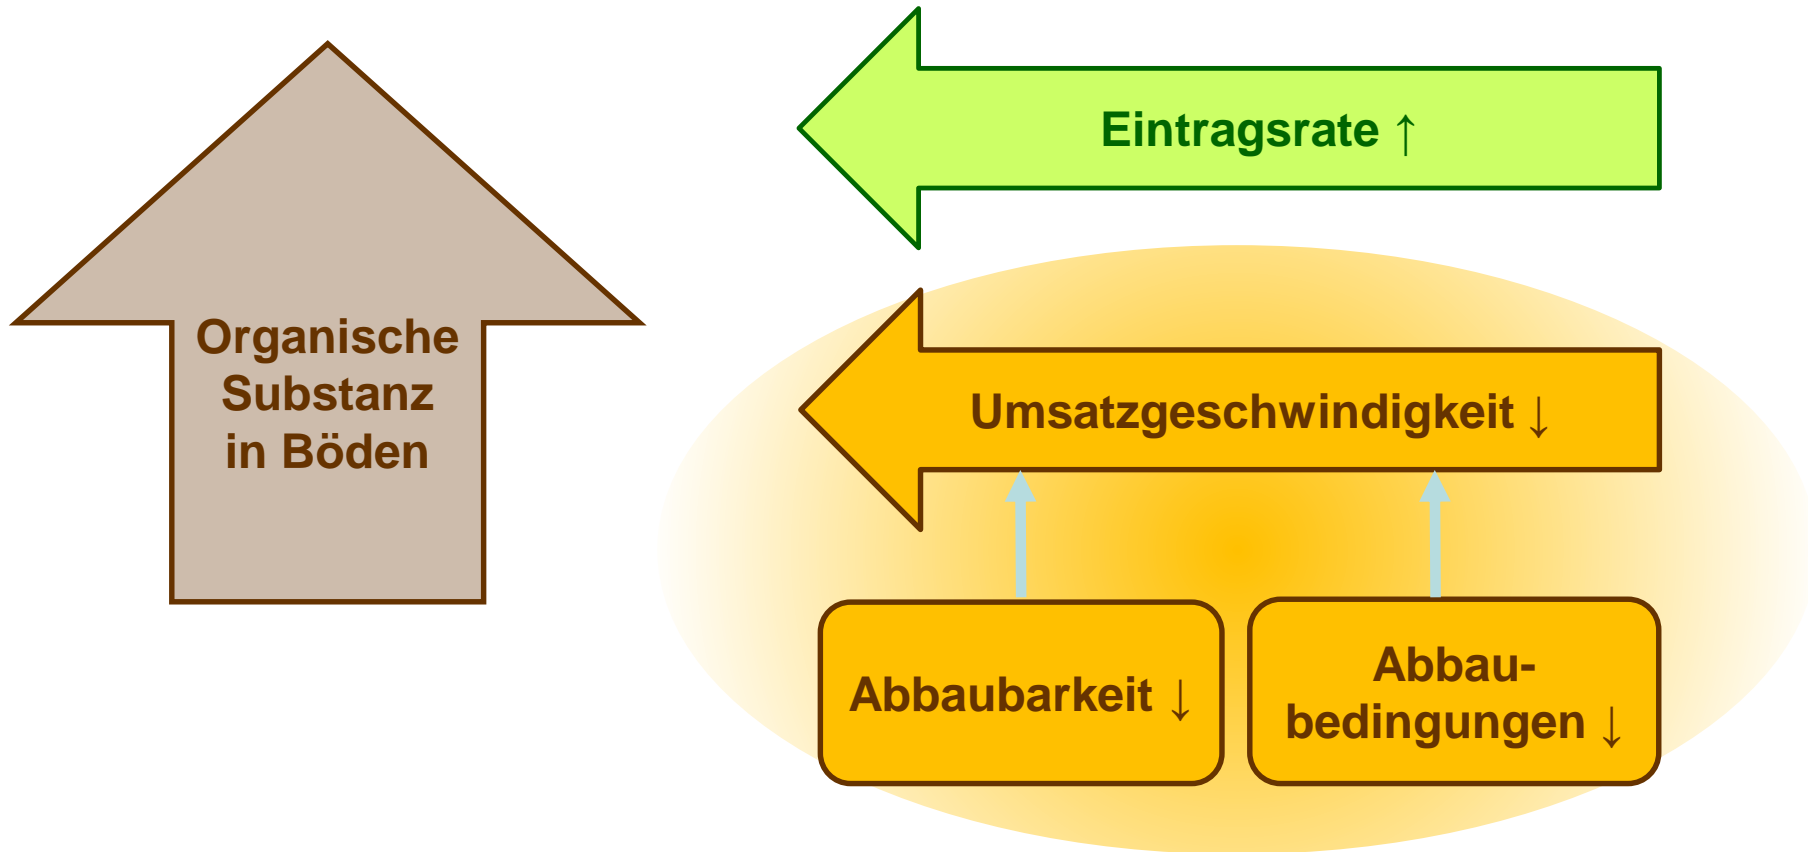 Organische
Substanz
in Böden
Eintragsrate ↑
Umsatzgeschwindigkeit ↓
Abbaubarkeit ↓
Abbau-
bedingungen ↓